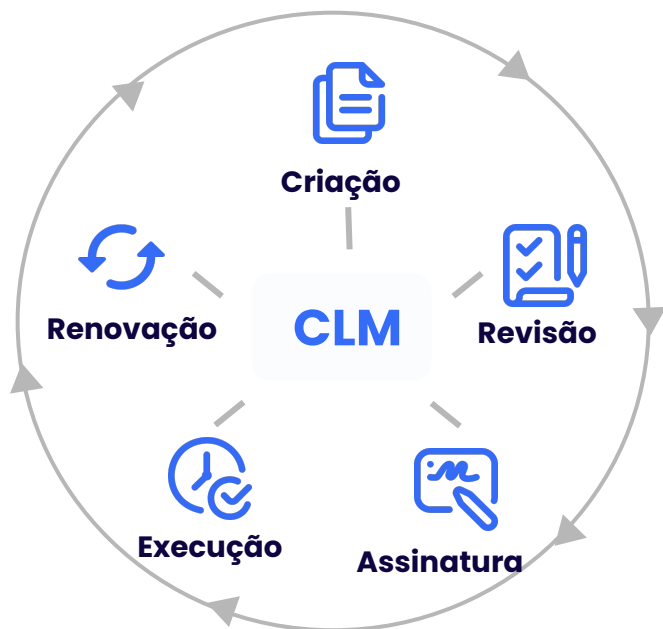 Criação
Revisão
Assinatura
Execução
Renovação
CLM